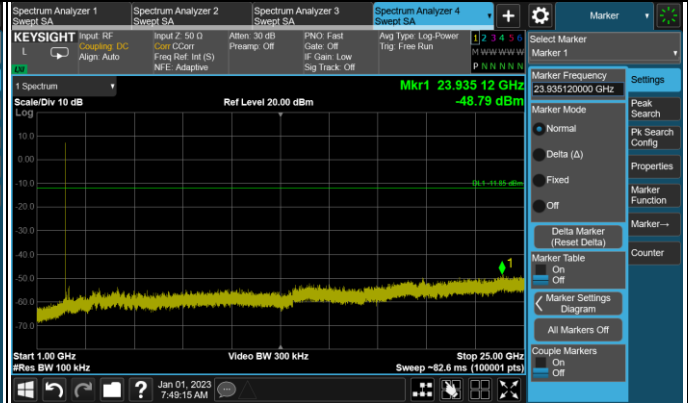 Spectrum Analyzer 1
Swept SA
Spectrum Analyzer 2
Swept SA
Spectrum Analyzer 3
Swept SA
Spectrum Analyzer 4
Swept SA
Marker
KEYSIGHT
L
Input: RF
Coupling: DC
Align: Auto
Input Z: 50 Ω
Corr CCorr
Freq Ref: Int (S)
NFE: Adaptive
Atten: 30 dB
Preamp: Off
PNO: Fast
Gate: Off
IF Gain: Low
Sig Track: Off
Avg Type: Log-Power
Trig: Free Run
1 2 3 4 5 6
M W W W W W
P N N N N N
1 Spectrum
Scale/Div 10 dB
Ref Level 20.00 dBm
Mkr1 23.935 12 GHz
-48.79 dBm
Log
10.0
0.00
-10.0
-20.0
-30.0
-40.0
-50.0
-60.0
-70.0
DL1 -11.85 dBm
1
Start 1.00 GHz
Video BW 300 kHz
Stop 25.00 GHz
#Res BW 100 kHz
Sweep ~82.6 ms (100001 pts)
?
Jan 01, 2023
7:49:15 AM
Select Marker
Marker 1
Marker Frequency
23.935120000 GHz
Marker Mode
Normal
Delta (Δ)
Fixed
Off
Delta Marker
(Reset Delta)
Marker Table
On
Off
Marker Settings
Diagram
All Markers Off
Couple Markers
On
Off
Settings
Peak
Search
Pk Search
Config
Properties
Marker
Function
Marker→
Counter